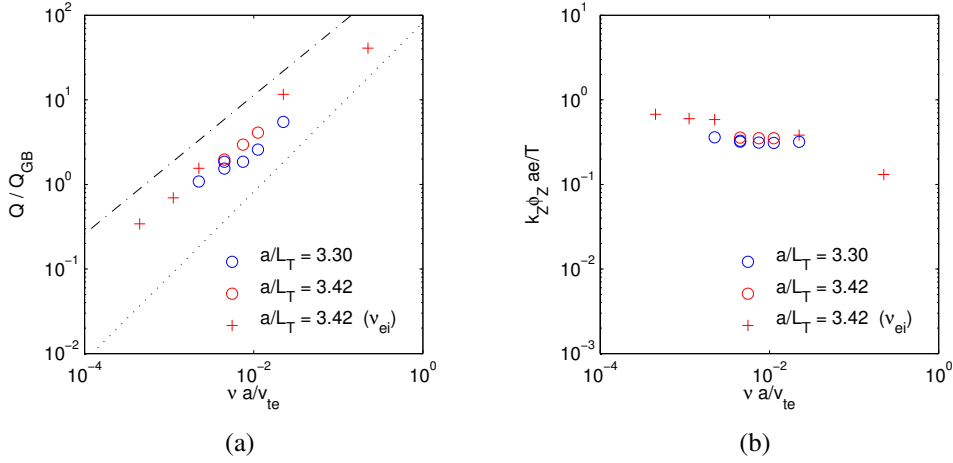 10^2
10^1
10^0
10^-1
10^-2
Q / Q_GB
10^-4
10^-2
10^0
ν a/v_te
a/L_T = 3.30
a/L_T = 3.42
a/L_T = 3.42 (ν_ei)
(a)
10^1
10^0
10^-1
10^-2
10^-3
k_Z ϕ_Z ae/T
10^-4
10^-2
10^0
ν a/v_te
a/L_T = 3.30
a/L_T = 3.42
a/L_T = 3.42 (ν_ei)
(b)